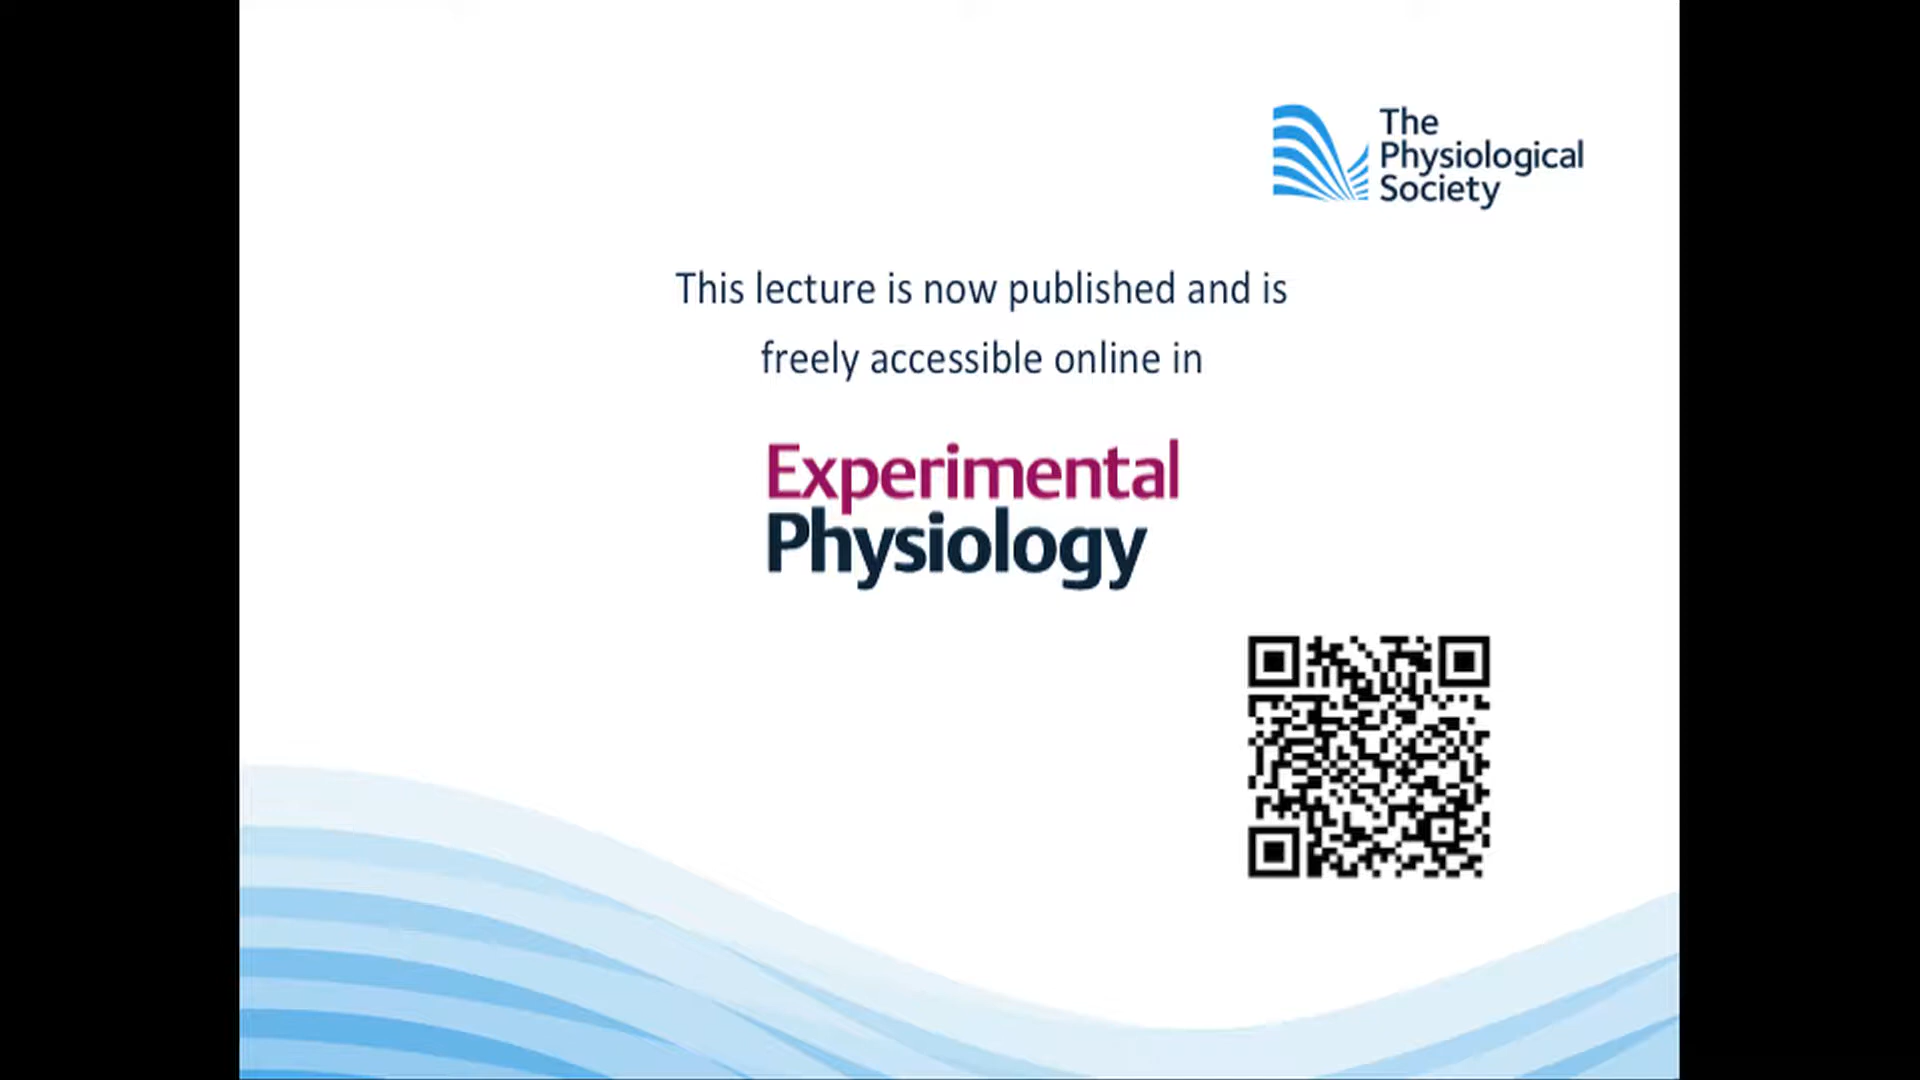 The
Physiological
Society
This lecture is now published and is
freely accessible online in
Experimental
Physiology